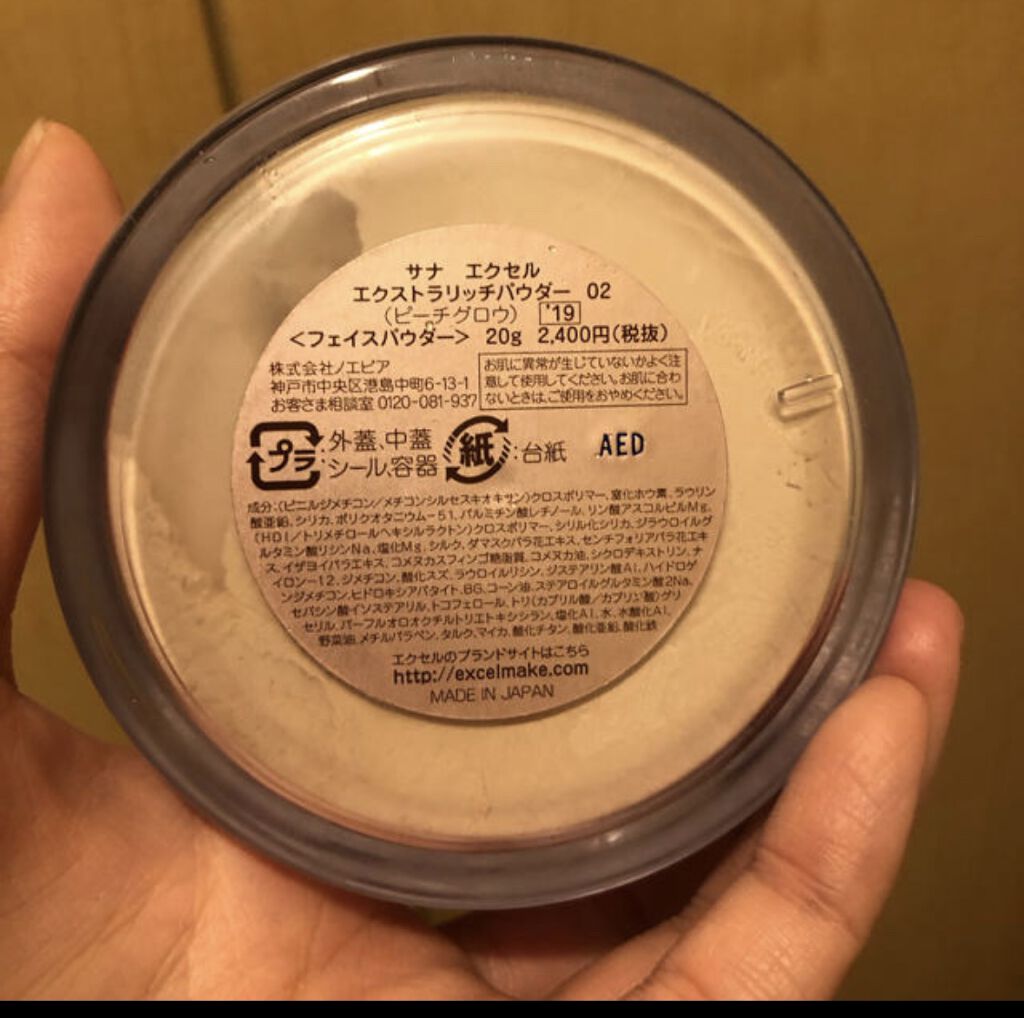 サナ エクセル
エクストラリッチパウダー 02
(ピーチグロウ) '19
<フェイスパウダー> 20g 2,400円(税抜)
株式会社ノエビア
神戸市中央区港島中町6-13-1
お客さま相談室 0120-081-937
お肌に異常が生じていないかよく注
意して使用してください。お肌に合わ
ないときは、ご使用をおやめください。
プラ
:外蓋、中蓋
シール、容器
紙
:台紙
AED
成分:(ビニルジメチコン/メチコンシルセスキオキサン)クロスポリマー、窒化ホウ素、ラウリン
酸亜鉛、シリカ、ポリクオタニウム-51、パルミチン酸レチノール、リン酸アスコルビルMg、
(HDI/トリメチロールヘキシルラクトン)クロスポリマー、シリル化シリカ、ジラウロイルグ
ルタミン酸リシンNa、塩化Mg、シルク、ダマスクバラ花エキス、センチフォリアバラ花エキ
ス、イザヨイバラエキス、コメヌカスフィンゴ糖脂質、コメヌカ油、シクロデキストリン、ナ
イロン-12、ジメチコン、酸化スズ、ラウロイルリシン、ジステアリン酸Al、ハイドロゲ
ンジメチコン、ヒドロキシアパタイト、BG、コーン油、ステアロイルグルタミン酸2Na、
セバシン酸イソステアリル、トコフェロール、トリ(カプリル酸/カプリン酸)グリ
セリル、パーフルオロオクチルトリエトキシシラン、塩化Al、水、水酸化Al、
野菜油、メチルパラベン、タルク、マイカ、酸化チタン、酸化亜鉛、酸化鉄
エクセルのブランドサイトはこちら
http://excelmake.com
MADE IN JAPAN